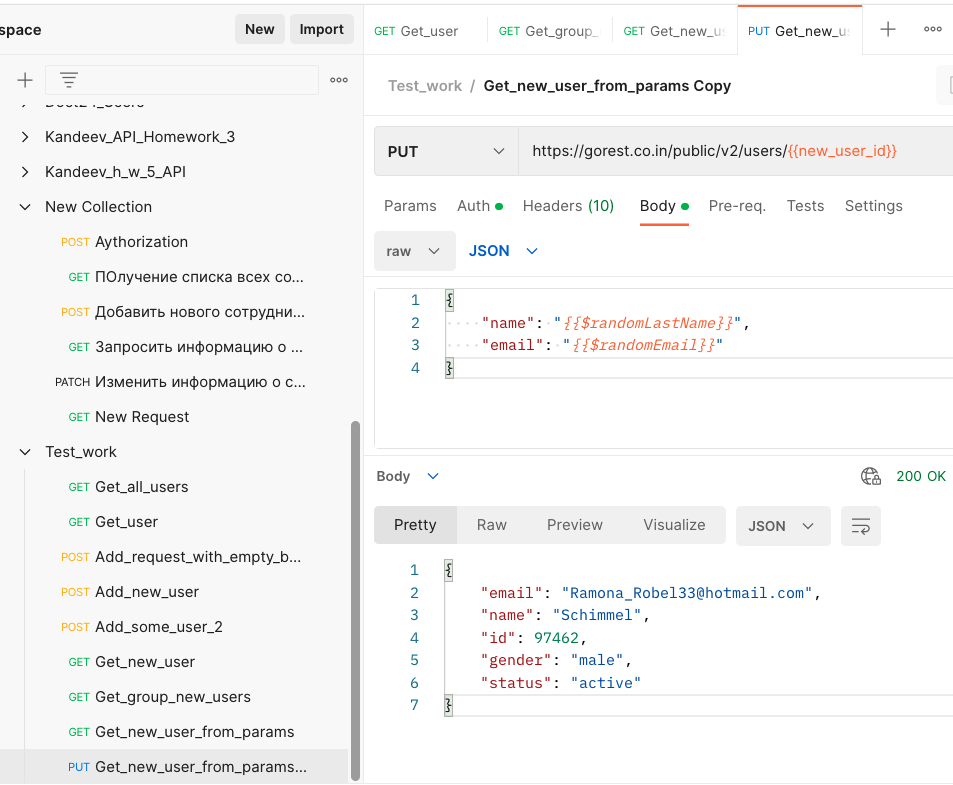 space
New
Import
Kandeev_API_Homework_3
Kandeev_h_w_5_API
New Collection
POST Aythorization
GET ПОлучение списка всех со...
POST Добавить нового сотрудни...
GET Запросить информацию о ...
PATCH Изменить информацию о с...
GET New Request
Test_work
GET Get_all_users
GET Get_user
POST Add_request_with_empty_b...
POST Add_new_user
POST Add_some_user_2
GET Get_new_user
GET Get_group_new_users
GET Get_new_user_from_params
PUT Get_new_user_from_params...
GET Get_user
GET Get_group_
GET Get_new_us
PUT Get_new_us
Test_work / Get_new_user_from_params Copy
PUT
https://gorest.co.in/public/v2/users/{{new_user_id}}
Params Auth Headers (10) Body Pre-req. Tests Settings
raw JSON
1 {
2 "name": "{{$randomLastName}}",
3 "email": "{{$randomEmail}}"
4 }
Body 200 OK
Pretty Raw Preview Visualize JSON
1 {
2 "email": "Ramona_Robel33@hotmail.com",
3 "name": "Schimmel",
4 "id": 97462,
5 "gender": "male",
6 "status": "active"
7 }